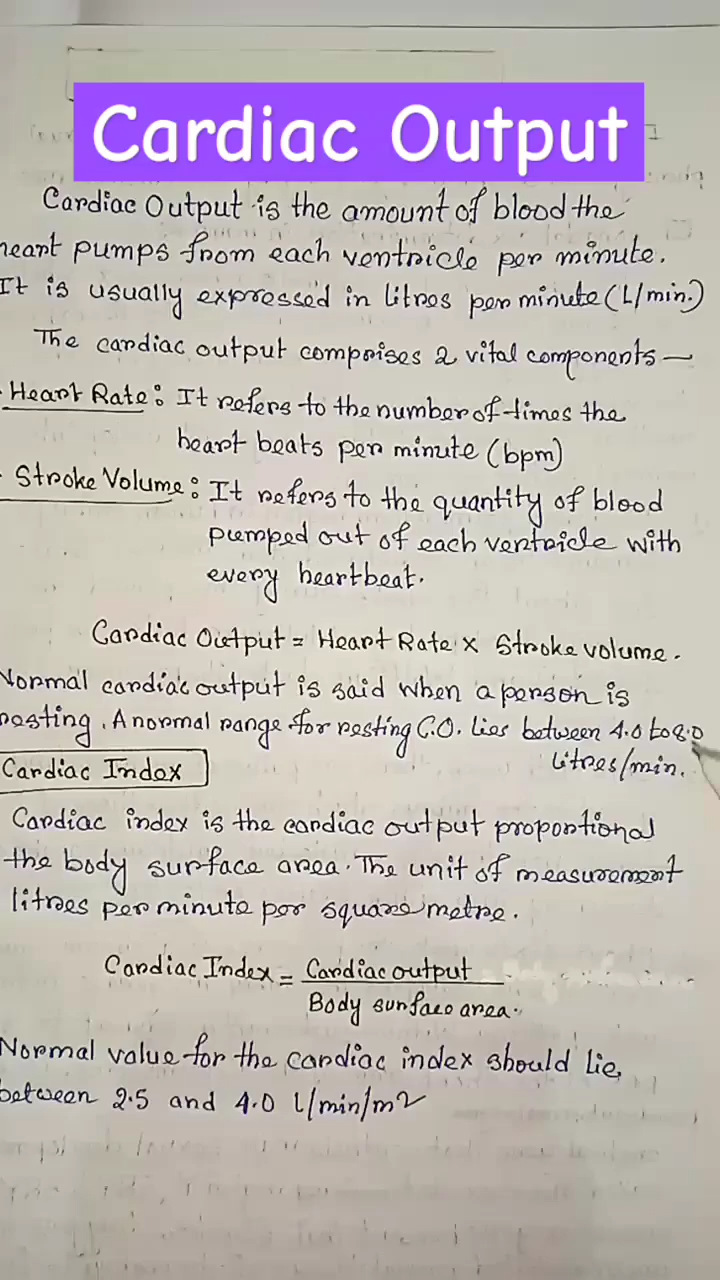 Cardiac Output
Cardiac Output is the amount of blood the
heart pumps from each ventricle per minute.
It is usually expressed in litres per minute (L/min.)
The cardiac output comprises 2 vital components —
Heart Rate: It refers to the number of times the
heart beats per minute (bpm)
Stroke Volume: It refers to the quantity of blood
pumped out of each ventricle with
every heartbeat.
Cardiac Output = Heart Rate x Stroke volume.
Normal cardiac output is said when a person is
resting. A normal range for resting C.O. lies between 4.0 to 8.0
litres/min.
Cardiac Index
Cardiac index is the cardiac output proportional
the body surface area. The unit of measurement
litres per minute per square metre.
Cardiac Index = Cardiac output
Body surface area.
Normal value for the cardiac index should lie
between 2.5 and 4.0 l/min/m2